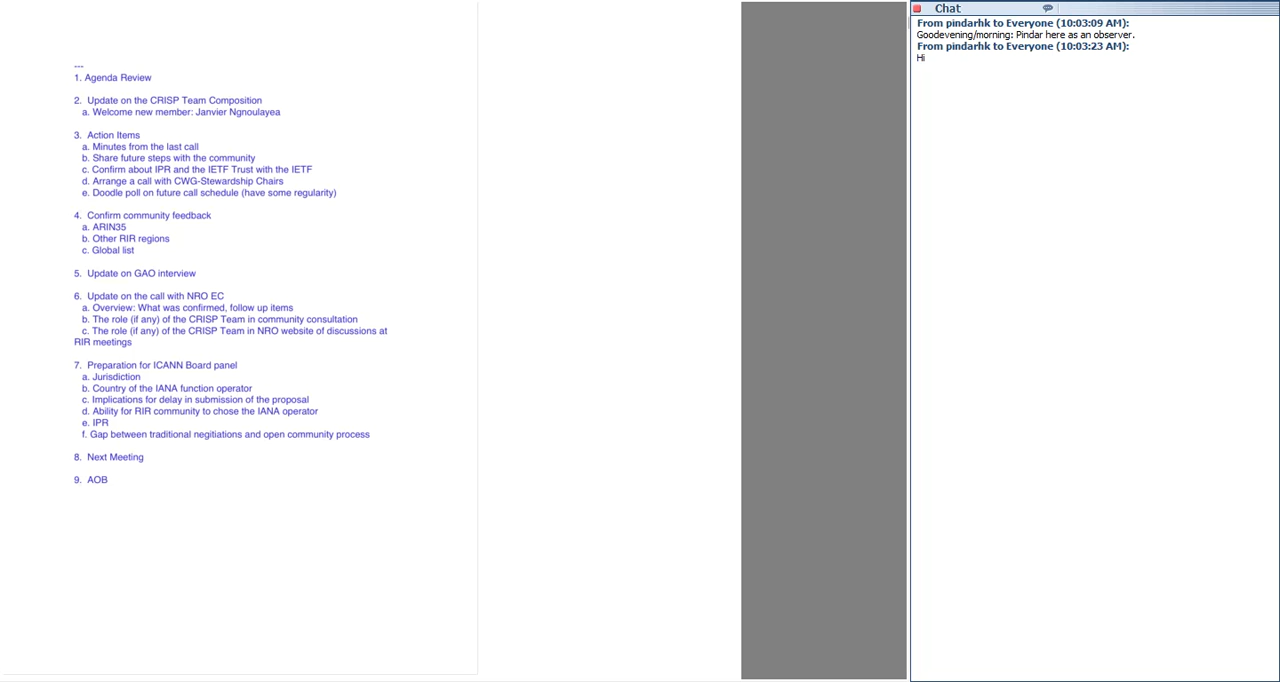 ---
1. Agenda Review
2. Update on the CRISP Team Composition
a. Welcome new member: Janvier Ngnoulayea
3. Action Items
a. Minutes from the last call
b. Share future steps with the community
c. Confirm about IPR and the IETF Trust with the IETF
d. Arrange a call with CWG-Stewardship Chairs
e. Doodle poll on future call schedule (have some regularity)
4. Confirm community feedback
a. ARIN35
b. Other RIR regions
c. Global list
5. Update on GAO interview
6. Update on the call with NRO EC
a. Overview: What was confirmed, follow up items
b. The role (if any) of the CRISP Team in community consultation
c. The role (if any) of the CRISP Team in NRO website of discussions at
RIR meetings
7. Preparation for ICANN Board panel
a. Jurisdiction
b. Country of the IANA function operator
c. Implications for delay in submission of the proposal
d. Ability for RIR community to chose the IANA operator
e. IPR
f. Gap between traditional negitiations and open community process
8. Next Meeting
9. AOB
Chat
From pindarhk to Everyone (10:03:09 AM):
Goodevening/morning: Pindar here as an observer.
From pindarhk to Everyone (10:03:23 AM):
Hi